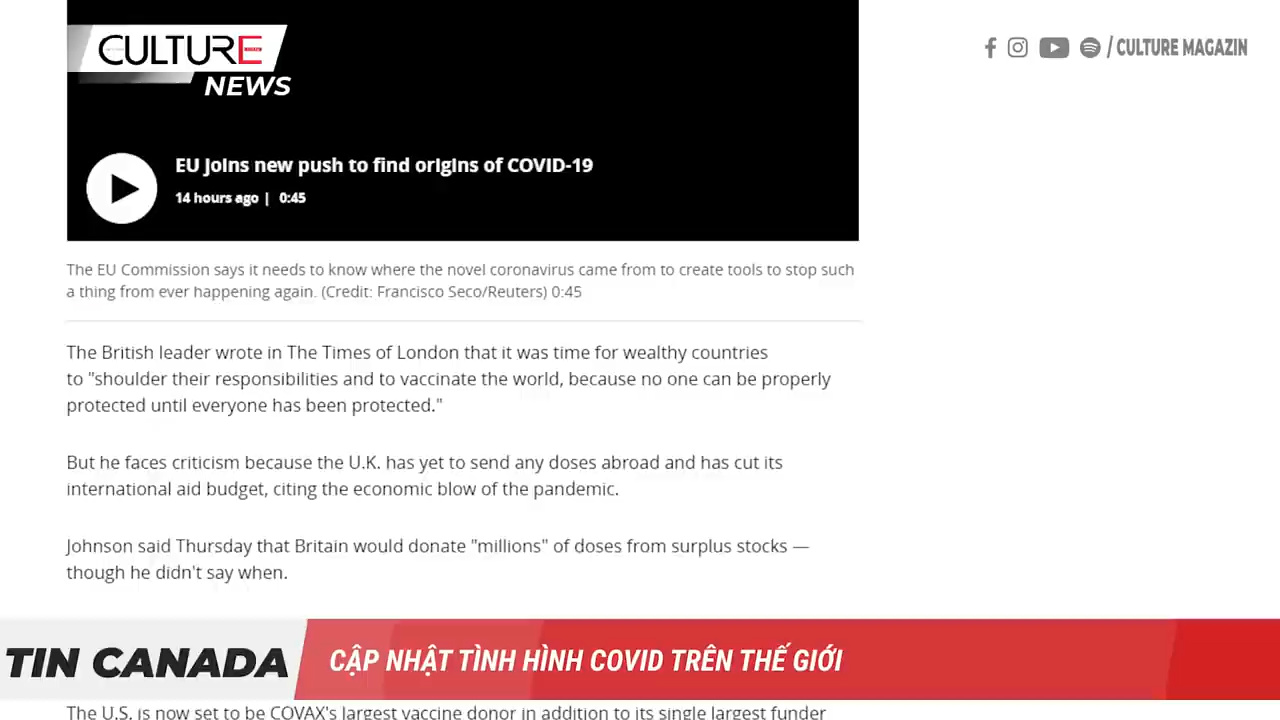 CULTURE
NEWS
/ CULTURE MAGAZIN
EU Joins new push to find origins of COVID-19
14 hours ago | 0:45
The EU Commission says it needs to know where the novel coronavirus came from to create tools to stop such
a thing from ever happening again. (Credit: Francisco Seco/Reuters) 0:45
The British leader wrote in The Times of London that it was time for wealthy countries
to "shoulder their responsibilities and to vaccinate the world, because no one can be properly
protected until everyone has been protected."
But he faces criticism because the U.K. has yet to send any doses abroad and has cut its
international aid budget, citing the economic blow of the pandemic.
Johnson said Thursday that Britain would donate "millions" of doses from surplus stocks —
though he didn't say when.
TIN CANADA
CẬP NHẬT TÌNH HÌNH COVID TRÊN THẾ GIỚI
The U.S. is now set to be COVAX's largest vaccine donor in addition to its single largest funder